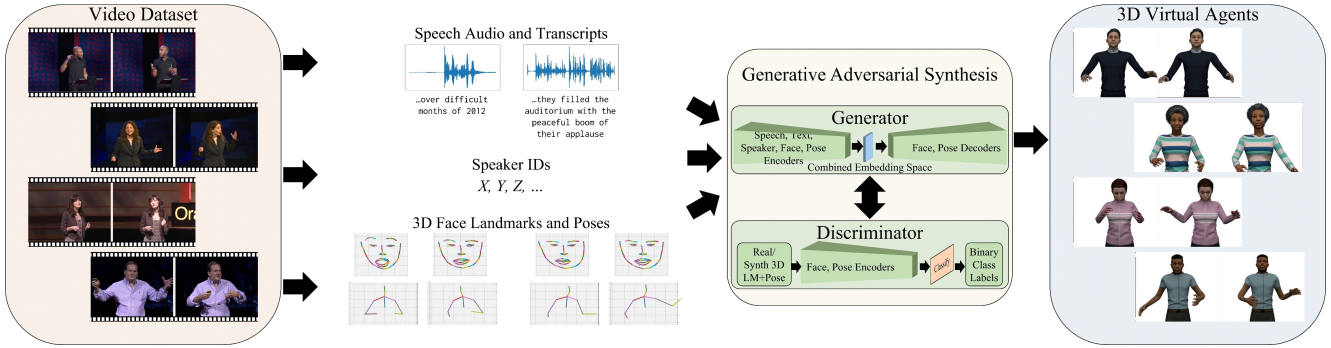 Video Dataset
Ora
Speech Audio and Transcripts
…over difficult
months of 2012
…they filled the
auditorium with the
peaceful boom of
their applause
Speaker IDs
X, Y, Z, …
3D Face Landmarks and Poses
Generative Adversarial Synthesis
Generator
Speech, Text,
Speaker, Face, Pose
Encoders
Face, Pose Decoders
Combined Embedding Space
Discriminator
Real/
Synth 3D
LM+Pose
Face, Pose Encoders
Classify
Binary
Class
Labels
3D Virtual Agents